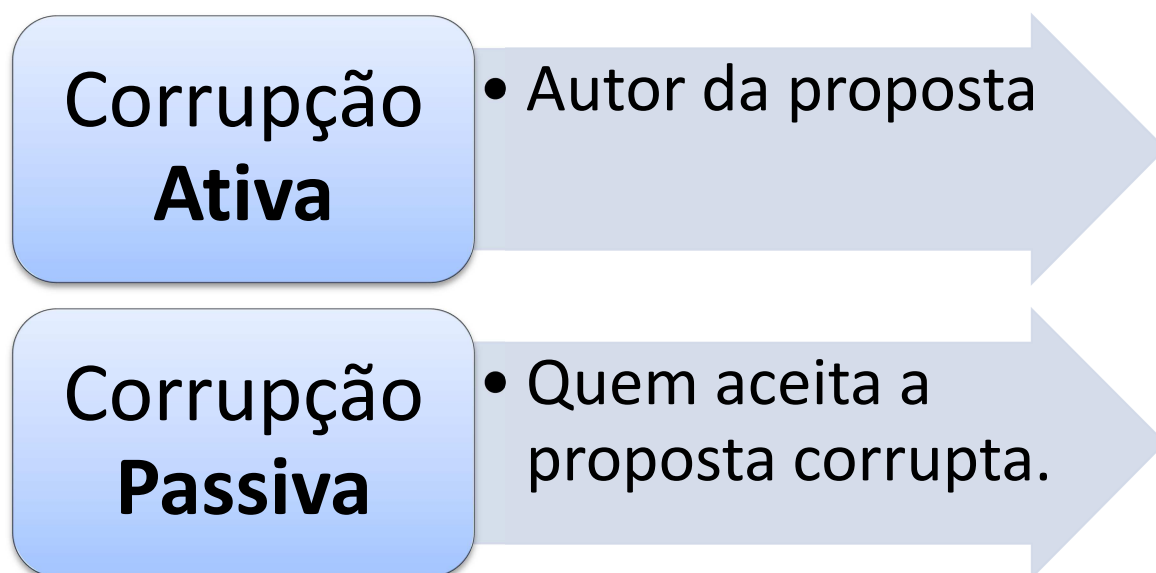 Corrupção
Ativa
• Autor da proposta
Corrupção
Passiva
• Quem aceita a
proposta corrupta.